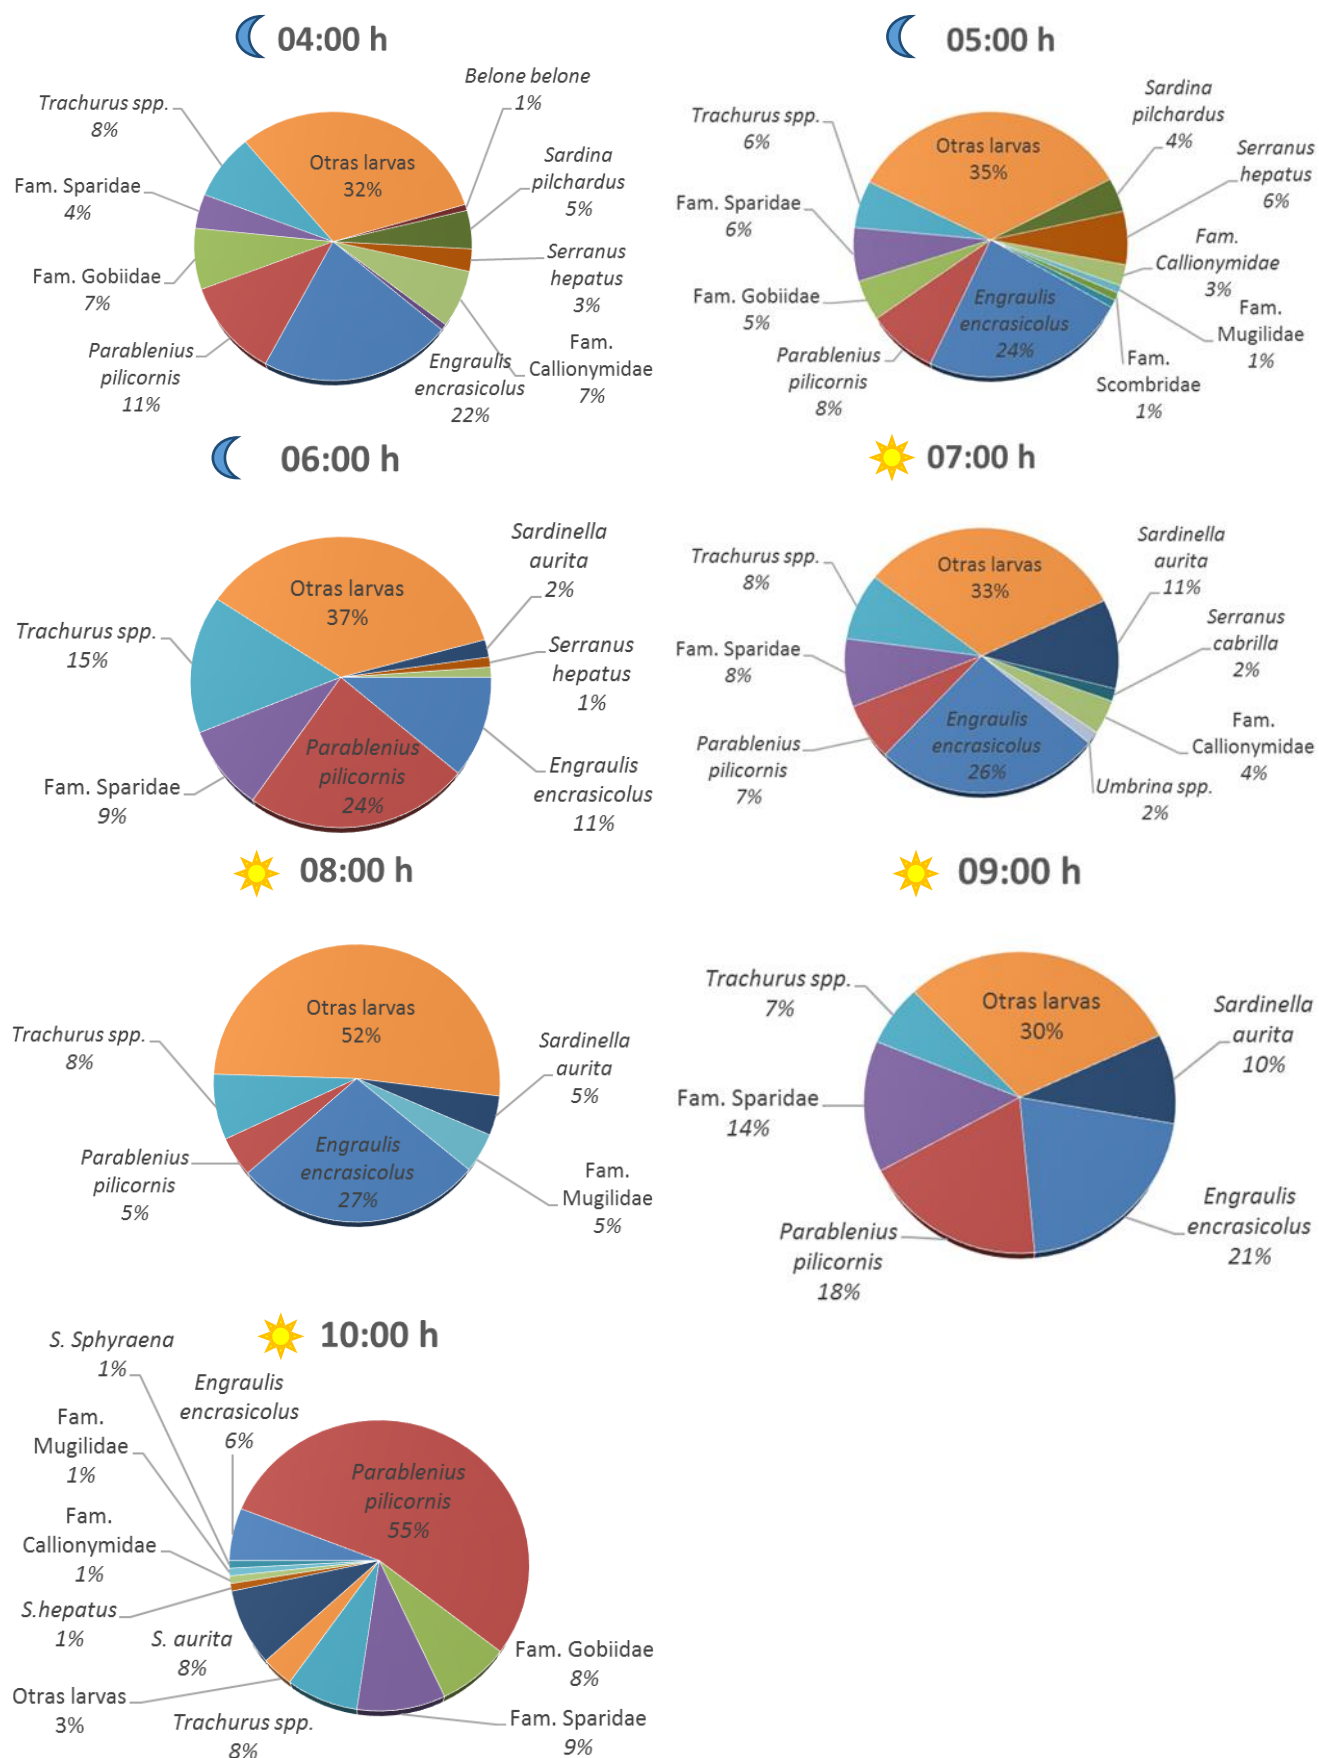 04:00 h
Belone belone
1%
Trachurus spp.
8%
Otras larvas
32%
Sardina
pilchardus
5%
Fam. Sparidae
4%
Serranus
hepatus
3%
Fam. Gobiidae
7%
Parablenius
pilicornis
11%
Engraulis
encrasicolus
22%
Fam.
Callionymidae
7%
05:00 h
Sardina
pilchardus
4%
Trachurus spp.
6%
Otras larvas
35%
Serranus
hepatus
6%
Fam. Sparidae
6%
Fam.
Callionymidae
3%
Fam. Gobiidae
5%
Engraulis
encrasicolus
24%
Fam.
Mugilidae
1%
Parablenius
pilicornis
8%
Fam.
Scombridae
1%
06:00 h
Sardinella
aurita
2%
Otras larvas
37%
Trachurus spp.
15%
Serranus
hepatus
1%
Parablenius
pilicornis
24%
Fam. Sparidae
9%
Engraulis
encrasicolus
11%
07:00 h
Sardinella
aurita
11%
Trachurus spp.
8%
Otras larvas
33%
Serranus
cabrilla
2%
Fam. Sparidae
8%
Engraulis
encrasicolus
26%
Fam.
Callionymidae
4%
Parablenius
pilicornis
7%
Umbrina spp.
2%
08:00 h
Otras larvas
52%
Trachurus spp.
8%
Sardinella
aurita
5%
Engraulis
encrasicolus
27%
Parablenius
pilicornis
5%
Fam.
Mugilidae
5%
09:00 h
Trachurus spp.
7%
Otras larvas
30%
Sardinella
aurita
10%
Fam. Sparidae
14%
Engraulis
encrasicolus
21%
Parablenius
pilicornis
18%
10:00 h
S. Sphyraena
1%
Engraulis
encrasicolus
6%
Fam.
Mugilidae
1%
Parablenius
pilicornis
55%
Fam.
Callionymidae
1%
S.hepatus
1%
S. aurita
8%
Fam. Gobiidae
8%
Otras larvas
3%
Trachurus spp.
8%
Fam. Sparidae
9%